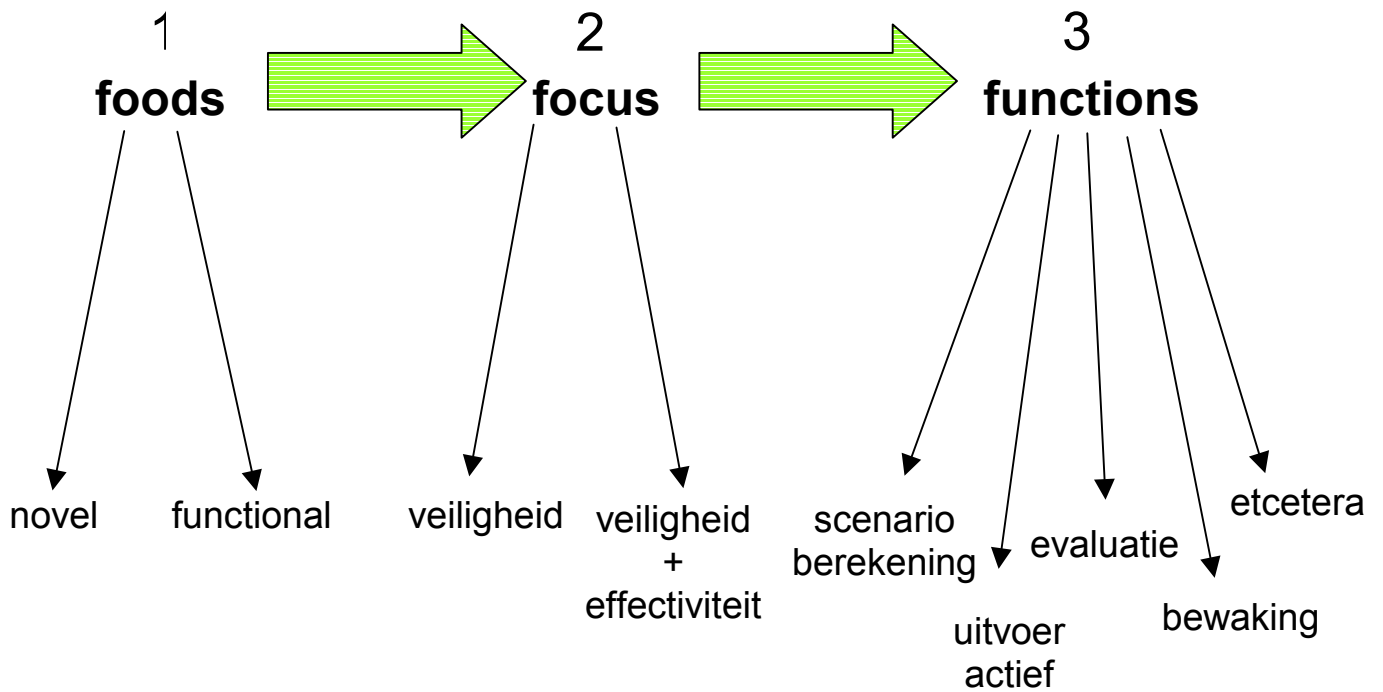 1
foods
2
focus
3
functions
novel
functional
veiligheid
veiligheid
+
effectiviteit
scenario
berekening
uitvoer
actief
evaluatie
bewaking
etcetera